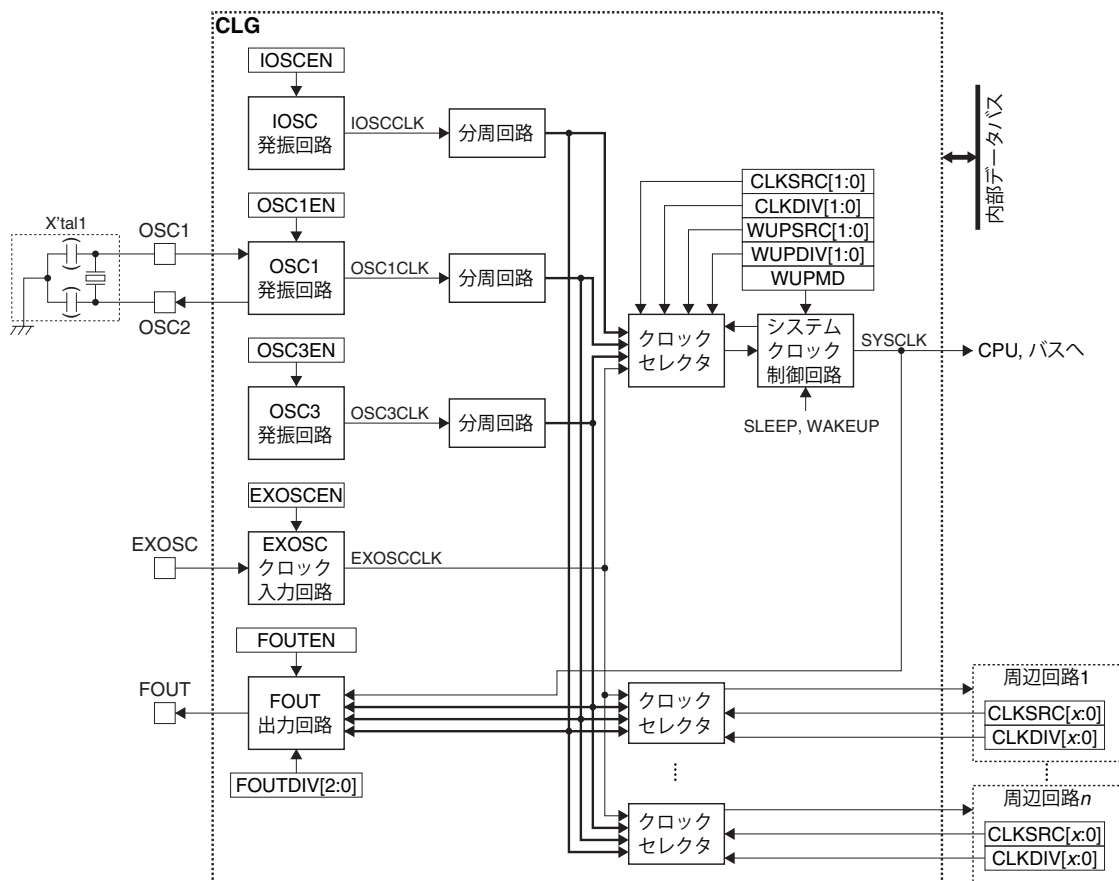 CLG
IOSCEN
IOSC
発振回路
IOSCCLK
分周回路
内部データバス
CLKSRC[1:0]
CLKDIV[1:0]
WUPSRC[1:0]
WUPDIV[1:0]
WUPMD
X'tal1
OSC1
OSC2
OSC1EN
OSC1
発振回路
OSC1CLK
分周回路
クロック
セレクタ
システム
クロック
制御回路
SYSCLK
CPU, バスへ
SLEEP, WAKEUP
OSC3EN
OSC3
発振回路
OSC3CLK
分周回路
EXOSCEN
EXOSC
EXOSC
クロック
入力回路
EXOSCCLK
FOUTEN
FOUT
FOUT
出力回路
FOUTDIV[2:0]
クロック
セレクタ
周辺回路1
CLKSRC[x:0]
CLKDIV[x:0]
クロック
セレクタ
周辺回路n
CLKSRC[x:0]
CLKDIV[x:0]